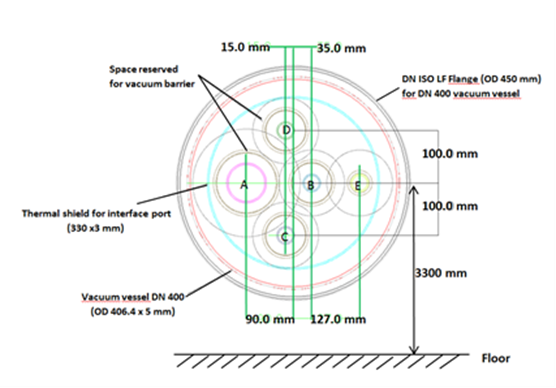 15.0 mm
35.0 mm
Space reserved
for vacuum barrier
DN ISO LF Flange (OD 450 mm)
for DN 400 vacuum vessel
D
100.0 mm
A
B
E
Thermal shield for interface port
(330 x3 mm)
100.0 mm
C
3300 mm
Vacuum vessel DN 400
(OD 406.4 x 5 mm)
90.0 mm
127.0 mm
Floor